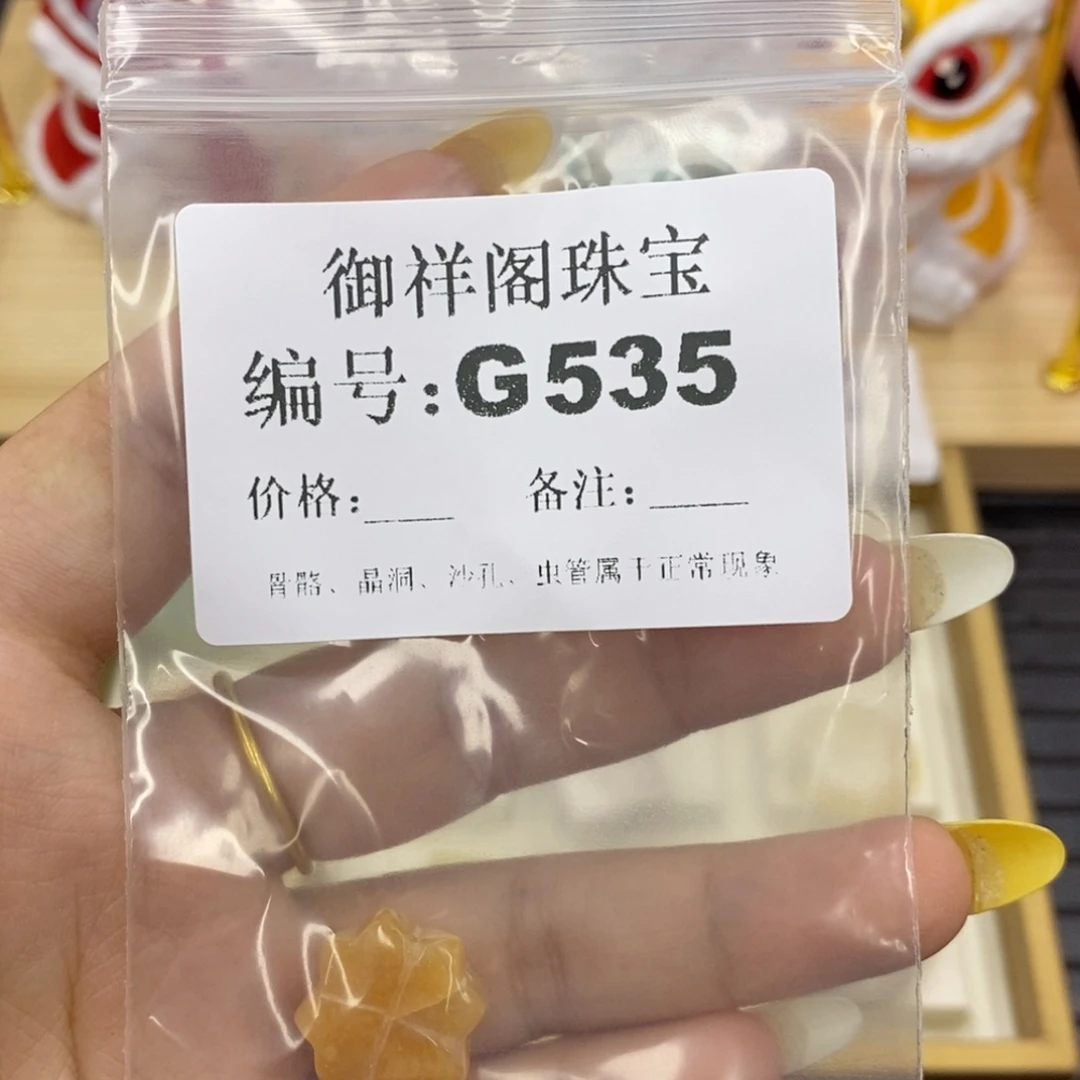 御祥阁珠宝
编号:G535
价格:____ 备注:____
骨骼、晶洞、沙孔、虫管属于正常现象